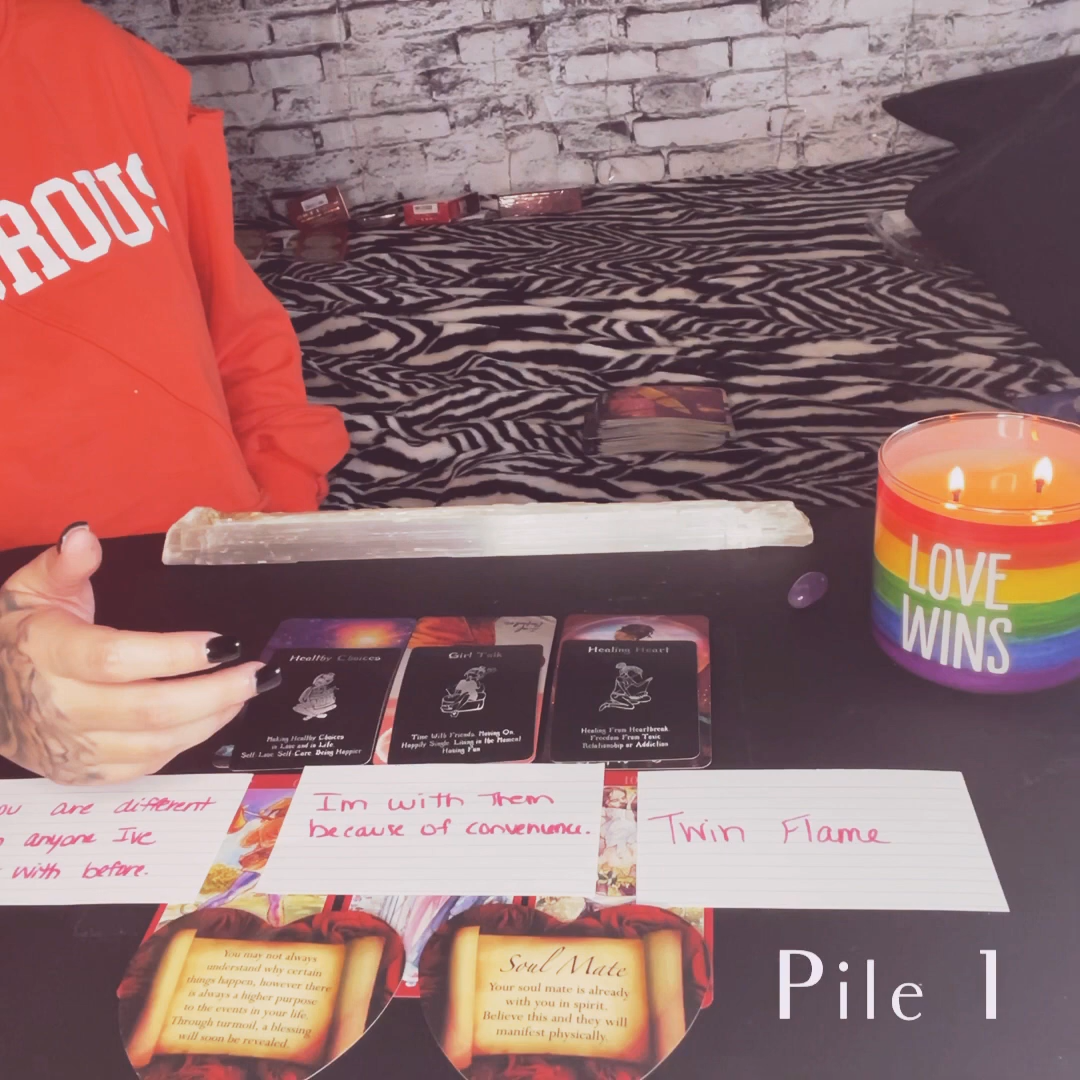 ROUS
LOVE
WINS
Healthy Choices
Making Healthy Choices
in Love and in Life
Self Love Self Care Being Happier
Girl Talk
Time With Friends, Moving On,
Happily Single, Living in the Moment
Having Fun
Healing Heart
Healing From Heartbreak
Freedom From Toxic
Relationship or Addiction
ou are different
anyone Ive
with before.
Im with Them
because of convenience.
Twin Flame
You may not always
understand why certain
things happen, however there
is always a higher purpose
to the events in your life.
Through turmoil, a blessing
will soon be revealed.
Soul Mate
Your soul mate is already
with you in spirit.
Believe this and they will
manifest physically.
Pile 1